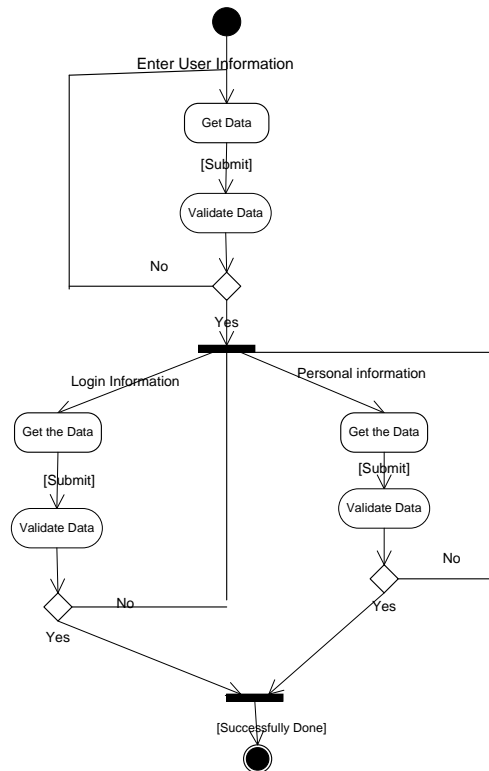 Enter User Information
Get Data
[Submit]
Validate Data
No
Yes
Login Information
Personal information
Get the Data
Get the Data
[Submit]
[Submit]
Validate Data
Validate Data
No
No
Yes
Yes
[Successfully Done]